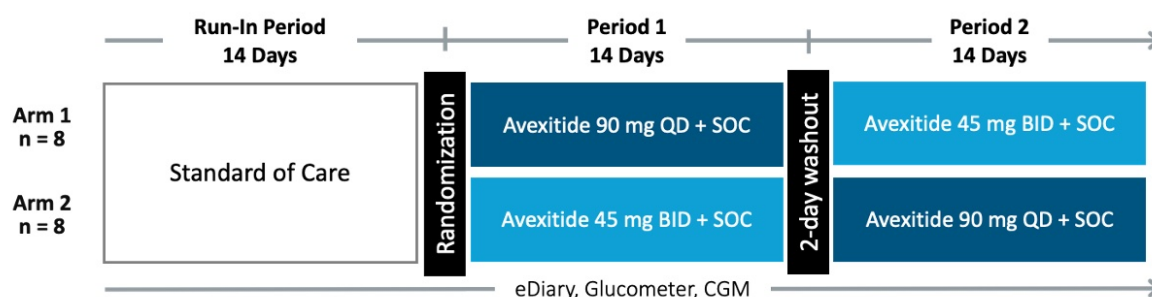 Run-In Period
14 Days
Period 1
14 Days
Period 2
14 Days
Arm 1
n = 8
Arm 2
n = 8
Standard of Care
Randomization
Avexitide 90 mg QD + SOC
Avexitide 45 mg BID + SOC
2-day washout
Avexitide 45 mg BID + SOC
Avexitide 90 mg QD + SOC
eDiary, Glucometer, CGM